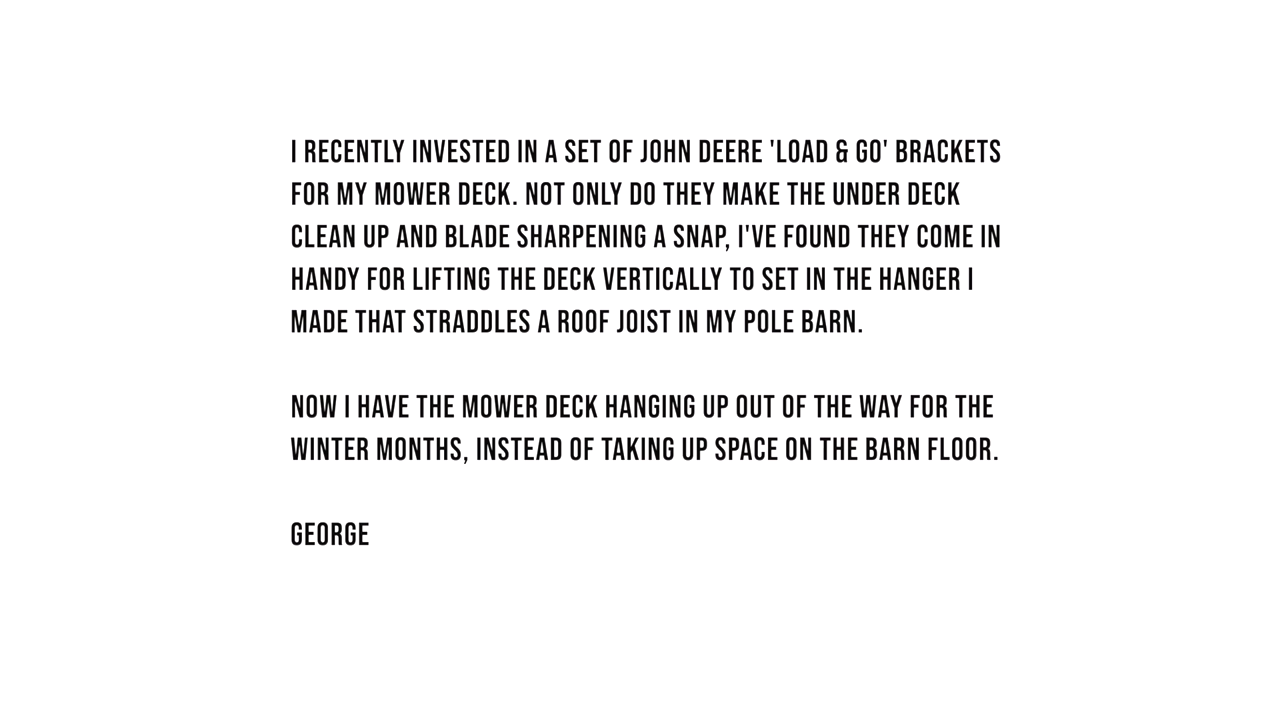 I RECENTLY INVESTED IN A SET OF JOHN DEERE 'LOAD & GO' BRACKETS
FOR MY MOWER DECK. NOT ONLY DO THEY MAKE THE UNDER DECK
CLEAN UP AND BLADE SHARPENING A SNAP, I'VE FOUND THEY COME IN
HANDY FOR LIFTING THE DECK VERTICALLY TO SET IN THE HANGER I
MADE THAT STRADDLES A ROOF JOIST IN MY POLE BARN.
NOW I HAVE THE MOWER DECK HANGING UP OUT OF THE WAY FOR THE
WINTER MONTHS, INSTEAD OF TAKING UP SPACE ON THE BARN FLOOR.
GEORGE